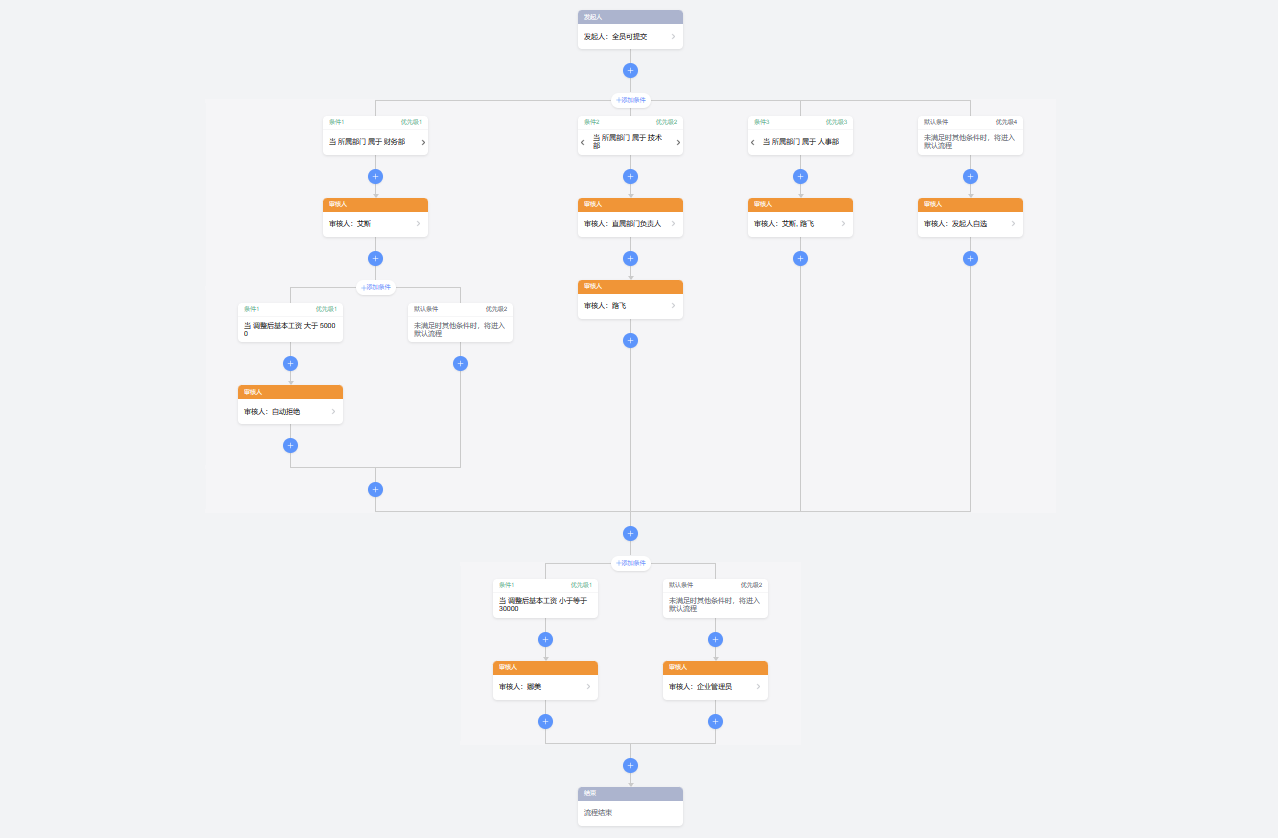 发起人
发起人：全员可提交
+添加条件
条件1 优先级1
当 所属部门 属于 财务部
条件2 优先级2
当 所属部门 属于 技术
部
条件3 优先级3
当 所属部门 属于 人事部
默认条件 优先级4
未满足时其他条件时，将进入
默认流程
审核人
审核人：艾斯
审核人
审核人：直属部门负责人
审核人
审核人：艾斯, 路飞
审核人
审核人：发起人自选
+添加条件
审核人
审核人：路飞
条件1 优先级1
当 调整后基本工资 大于 5000
0
默认条件 优先级2
未满足时其他条件时，将进入
默认流程
审核人
审核人：自动拒绝
+添加条件
条件1 优先级1
当 调整后基本工资 小于等于
30000
默认条件 优先级2
未满足时其他条件时，将进入
默认流程
审核人
审核人：娜美
审核人
审核人：企业管理员
结束
流程结束